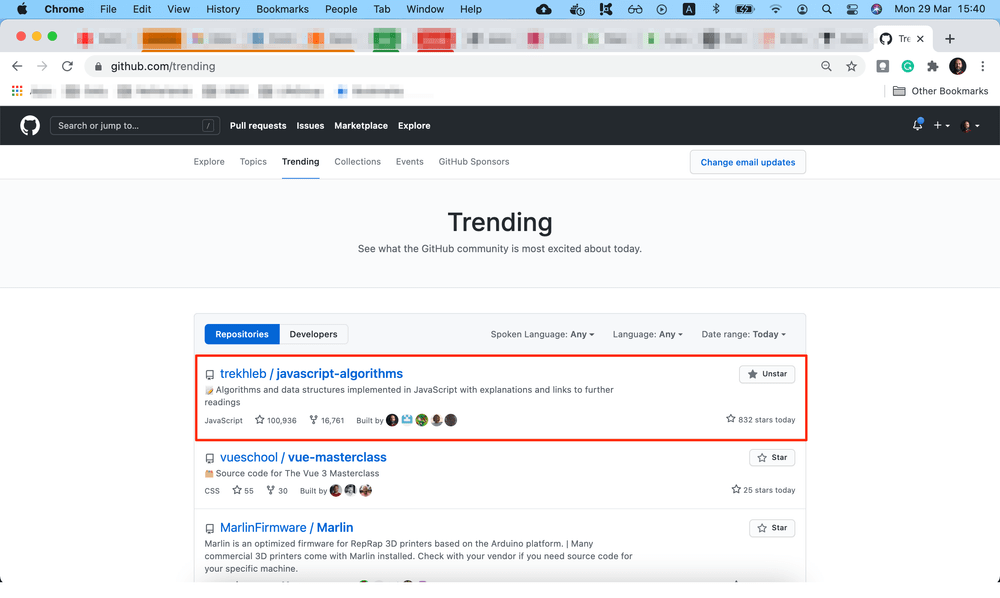 Chrome File Edit View History Bookmarks People Tab Window Help A Mon 29 Mar 15:40
Tre
github.com/trending
Other Bookmarks
Search or jump to... / Pull requests Issues Marketplace Explore
Explore Topics Trending Collections Events GitHub Sponsors Change email updates
Trending
See what the GitHub community is most excited about today.
Repositories Developers Spoken Language: Any Language: Any Date range: Today
trekhleb / javascript-algorithms Unstar
Algorithms and data structures implemented in JavaScript with explanations and links to further
readings
JavaScript 100,936 16,761 Built by 832 stars today
vueschool / vue-masterclass Star
Source code for The Vue 3 Masterclass
CSS 55 30 Built by 25 stars today
MarlinFirmware / Marlin Star
Marlin is an optimized firmware for RepRap 3D printers based on the Arduino platform. | Many
commercial 3D printers come with Marlin installed. Check with your vendor if you need source code for
your specific machine.